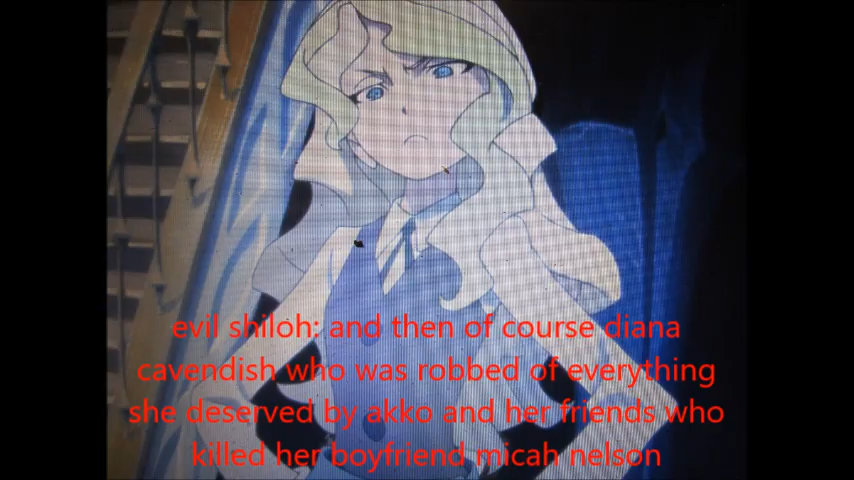 evil shiloh: and then of course diana
cavendish who was robbed of everything
she deserved by akko and her friends who
killed her boyfriend micah nelson